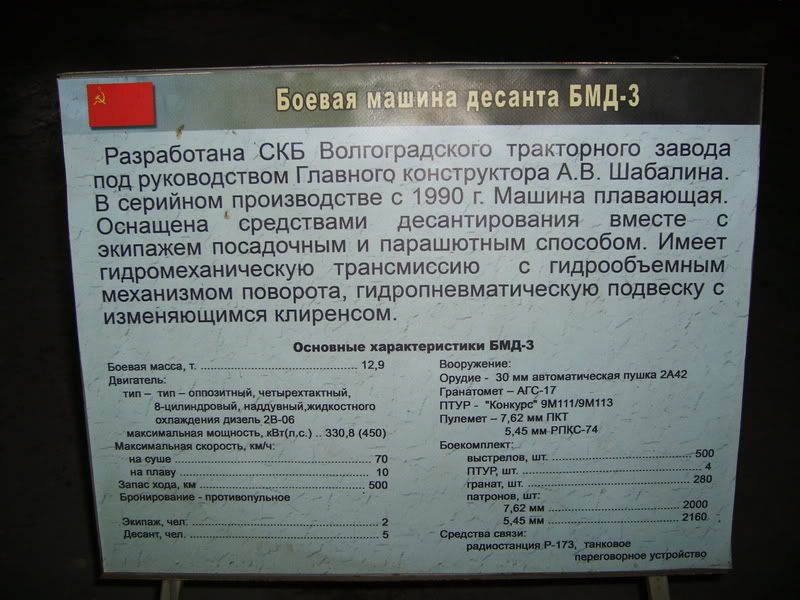 Боевая машина десанта БМД-3
Разработана СКБ Волгоградского тракторного завода
под руководством Главного конструктора А.В. Шабалина.
В серийном производстве с 1990 г. Машина плавающая.
Оснащена средствами десантирования вместе с
экипажем посадочным и парашютным способом. Имеет
гидромеханическую трансмиссию с гидрообъемным
механизмом поворота, гидропневматическую подвеску с
изменяющимся клиренсом.
Основные характеристики БМД-3
Боевая масса, т. ........ 12,9
Двигатель:
тип – тип – оппозитный, четырехтактный,
8-цилиндровый, наддувный,жидкостного
охлаждения дизель 2В-06
максимальная мощность, кВт(л.с.) .. 330,8 (450)
Максимальная скорость, км/ч:
на суше ........ 70
на плаву ........ 10
Запас хода, км ........ 500
Бронирование - противопульное
Экипаж, чел. ........ 2
Десант, чел. ........ 5
Вооружение:
Орудие - 30 мм автоматическая пушка 2А42
Гранатомет – АГС-17
ПТУР - "Конкурс" 9М111/9М113
Пулемет – 7,62 мм ПКТ
5,45 мм РПКС-74
Боекомплект:
выстрелов, шт. ........ 500
ПТУР, шт. ........ 4
гранат, шт. ........ 280
патронов, шт:
7,62 мм ........ 2000
5,45 мм ........ 2160
Средства связи:
радиостанция Р-173, танковое
переговорное устройство